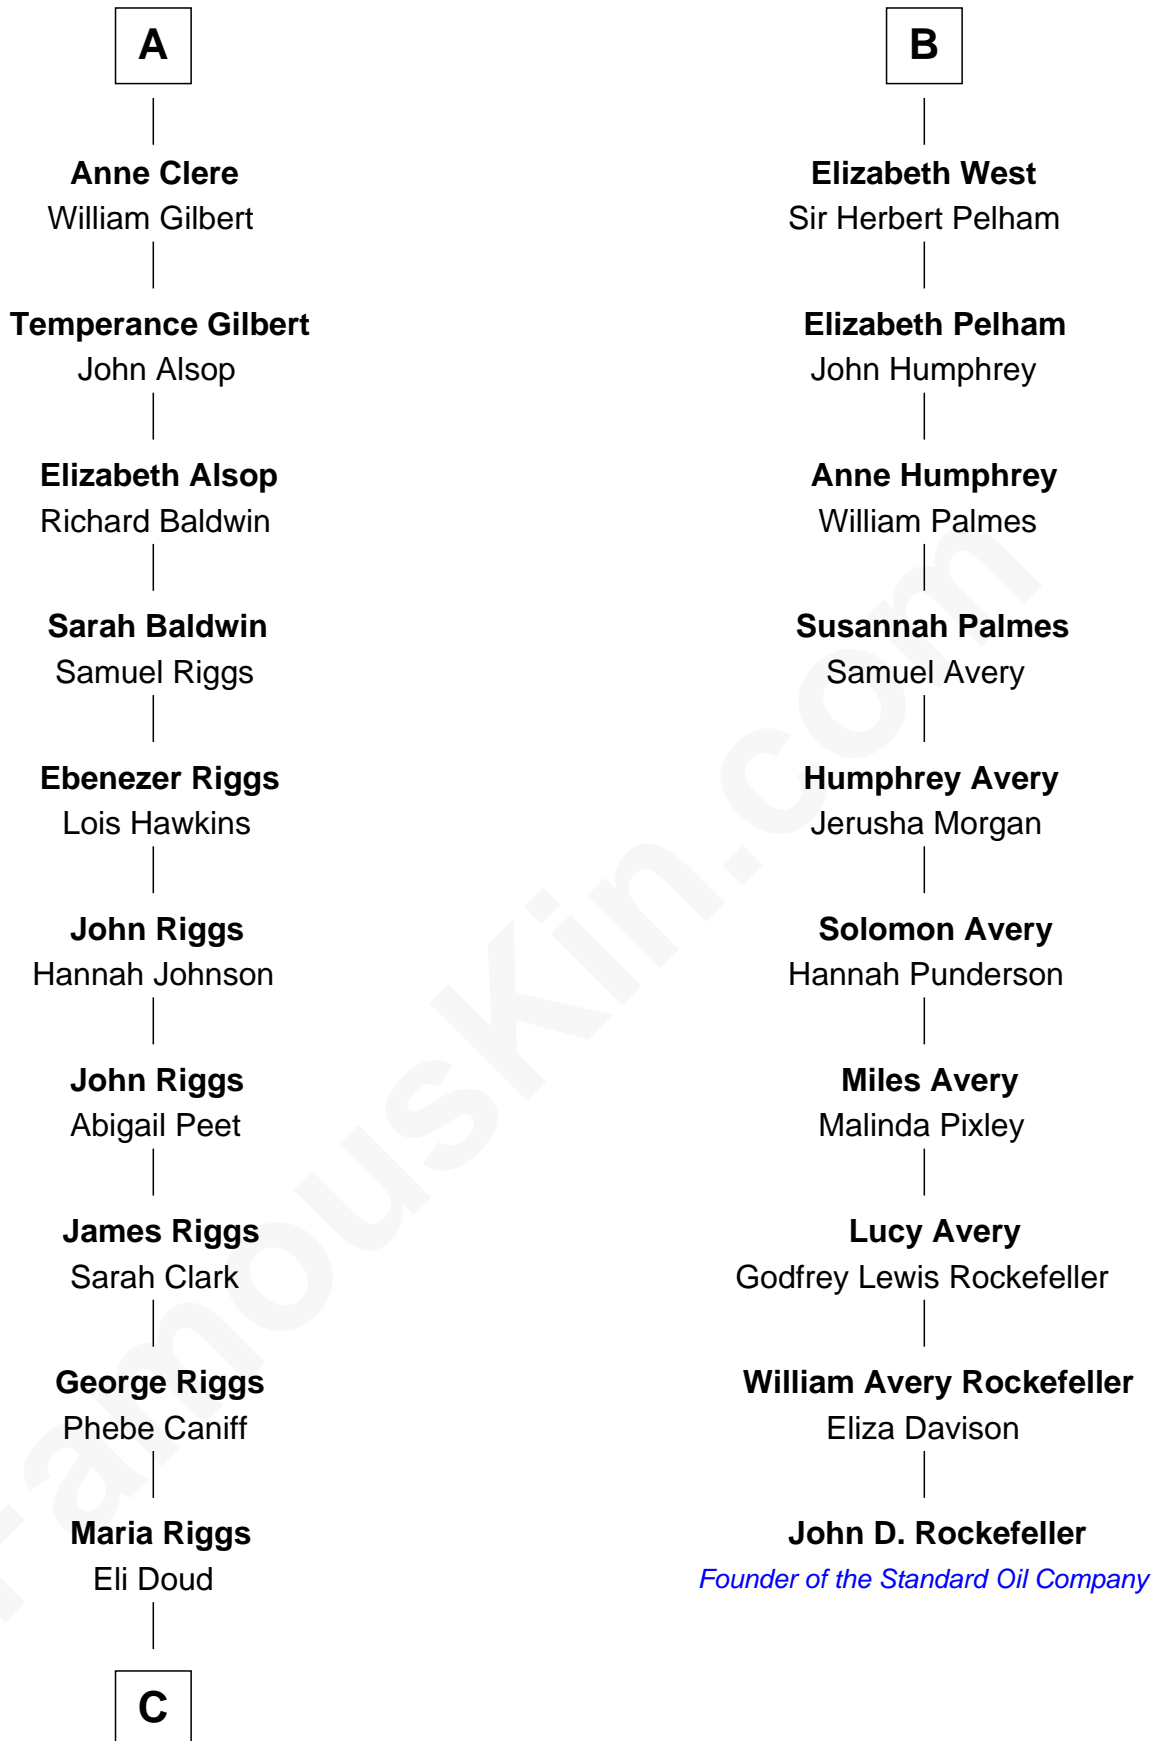 A
Anne Clere
William Gilbert
Temperance Gilbert
John Alsop
Elizabeth Alsop
Richard Baldwin
Sarah Baldwin
Samuel Riggs
Ebenezer Riggs
Lois Hawkins
John Riggs
Hannah Johnson
John Riggs
Abigail Peet
James Riggs
Sarah Clark
George Riggs
Phebe Caniff
Maria Riggs
Eli Doud
C
B
Elizabeth West
Sir Herbert Pelham
Elizabeth Pelham
John Humphrey
Anne Humphrey
William Palmes
Susannah Palmes
Samuel Avery
Humphrey Avery
Jerusha Morgan
Solomon Avery
Hannah Punderson
Miles Avery
Malinda Pixley
Lucy Avery
Godfrey Lewis Rockefeller
William Avery Rockefeller
Eliza Davison
John D. Rockefeller
Founder of the Standard Oil Company
FamousKin.com